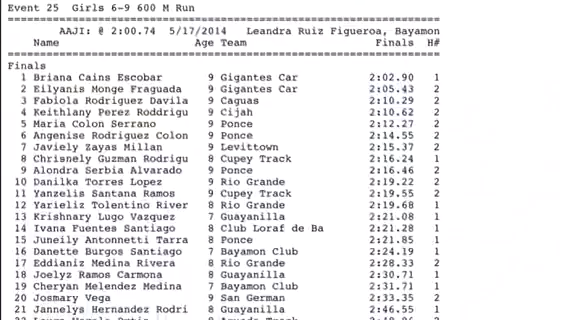 Event 25 Girls 6-9 600 M Run
================================================================
AAJI: @ 2:00.74 5/17/2014 Leandra Ruiz Figueroa, Bayamon
Name Age Team Finals H#
================================================================
Finals
1 Briana Cains Escobar 9 Gigantes Car 2:02.90 1
2 Eilyanis Monge Fraguada 9 Gigantes Car 2:05.43 2
3 Fabiola Rodriguez Davila 9 Caguas 2:10.29 2
4 Keithlany Perez Roddrigu 9 Cijah 2:10.62 2
5 Maria Colon Serrano 9 Ponce 2:12.27 2
6 Angenise Rodriguez Colon 9 Ponce 2:14.55 2
7 Javiely Zayas Millan 9 Levittown 2:15.37 2
8 Chrisnely Guzman Rodrigu 8 Cupey Track 2:16.24 1
9 Alondra Serbia Alvarado 9 Ponce 2:16.46 2
10 Danilka Torres Lopez 9 Rio Grande 2:19.22 2
11 Yanzelis Santana Ramos 9 Cupey Track 2:19.55 2
12 Yarieliz Tolentino River 8 Rio Grande 2:19.68 1
13 Krishnary Lugo Vazquez 7 Guayanilla 2:21.08 1
14 Ivana Fuentes Santiago 8 Club Loraf de Ba 2:21.28 1
15 Juneily Antonnetti Tarra 8 Ponce 2:21.85 1
16 Danette Burgos Santiago 7 Bayamon Club 2:24.19 1
17 Eddianiz Medina Rivera 8 Rio Grande 2:28.33 2
18 Joelyz Ramos Carmona 8 Guayanilla 2:30.71 1
19 Cheryan Melendez Medina 7 Bayamon Club 2:31.71 1
20 Josmary Vega 9 San German 2:33.35 2
21 Jannelys Hernandez Rodri 8 Guayanilla 2:46.55 1